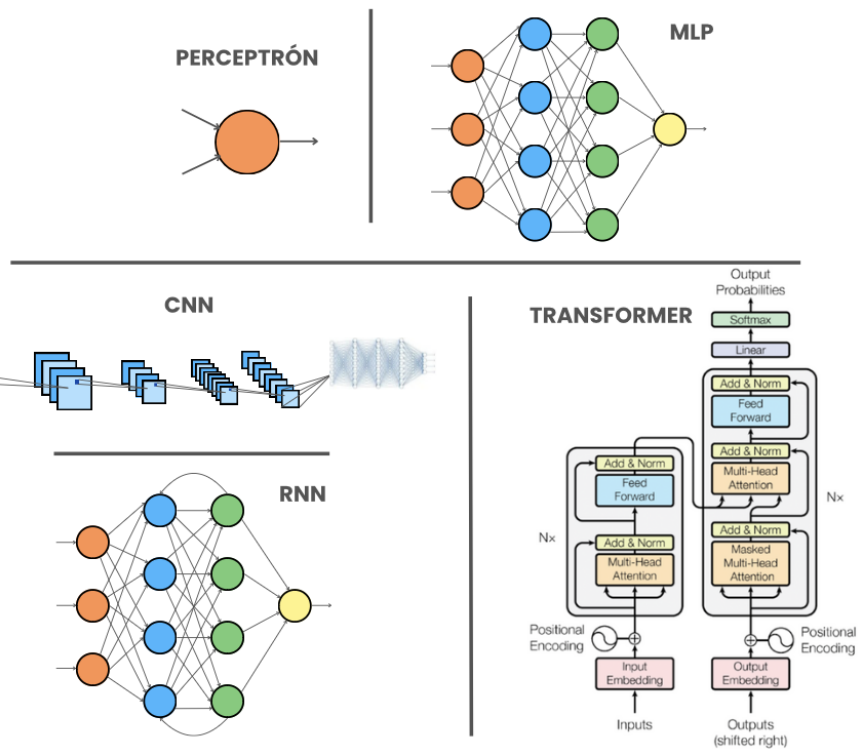 PERCEPTRÓN
MLP
CNN
TRANSFORMER
Output
Probabilities
Softmax
Linear
Add & Norm
Feed
Forward
Add & Norm
Multi-Head
Attention
Nx
Add & Norm
Masked
Multi-Head
Attention
Add & Norm
Feed
Forward
Nx
Add & Norm
Multi-Head
Attention
Positional
Encoding
Positional
Encoding
Input
Embedding
Output
Embedding
Inputs
Outputs
(shifted right)
RNN